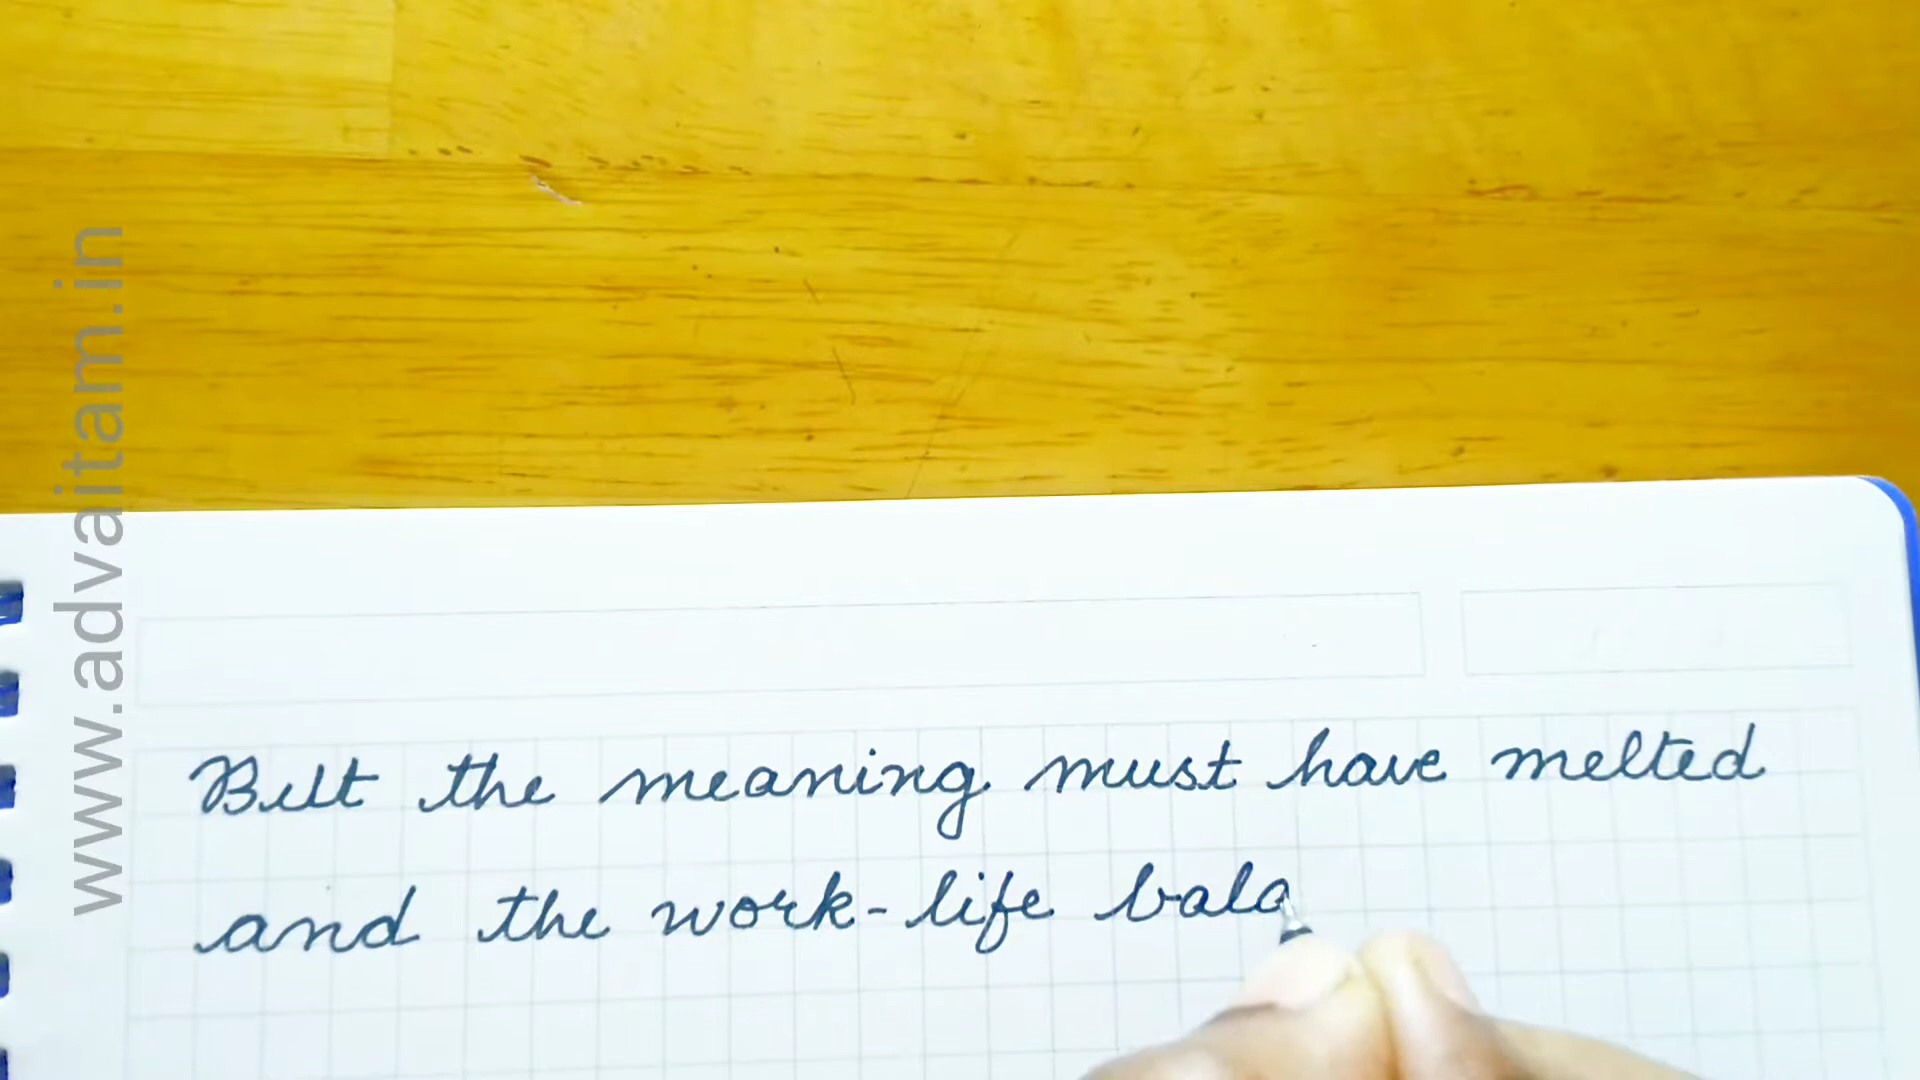 www.advaitam.in
But the meaning must have melted
and the work-life bala